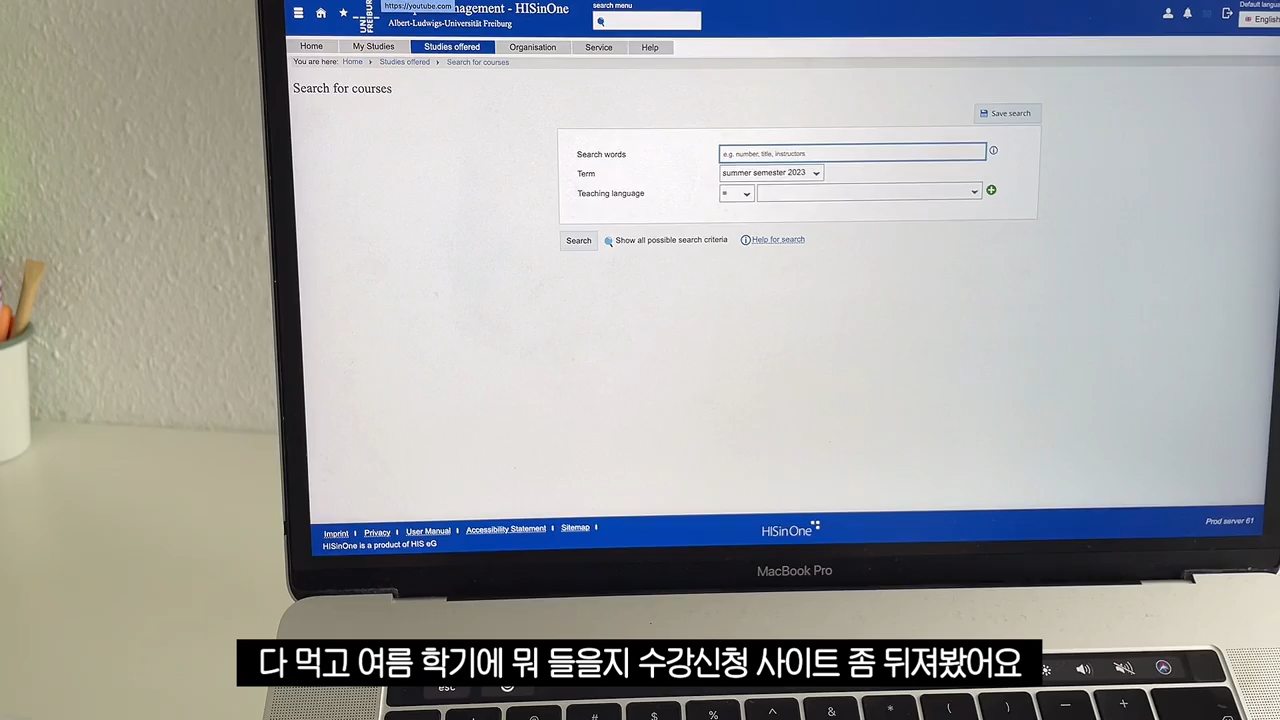 https://youtube.com
nagement - HISinOne
search menu
Default langua
UNI
FREIBURG
Albert-Ludwigs-Universität Freiburg
English
Home My Studies Studies offered Organisation Service Help
You are here: Home › Studies offered › Search for courses
Search for courses
Save search
Search words e.g. number, title, instructors
Term summer semester 2023
Teaching language =
Search Show all possible search criteria Help for search
Imprint Privacy User Manual Accessibility Statement Sitemap
HISinOne
Prod server 61
HISinOne is a product of HIS eG
MacBook Pro
다 먹고 여름 학기에 뭐 들을지 수강신청 사이트 좀 뒤져봤어요
esc
# $ % ^ & * ( ) – +